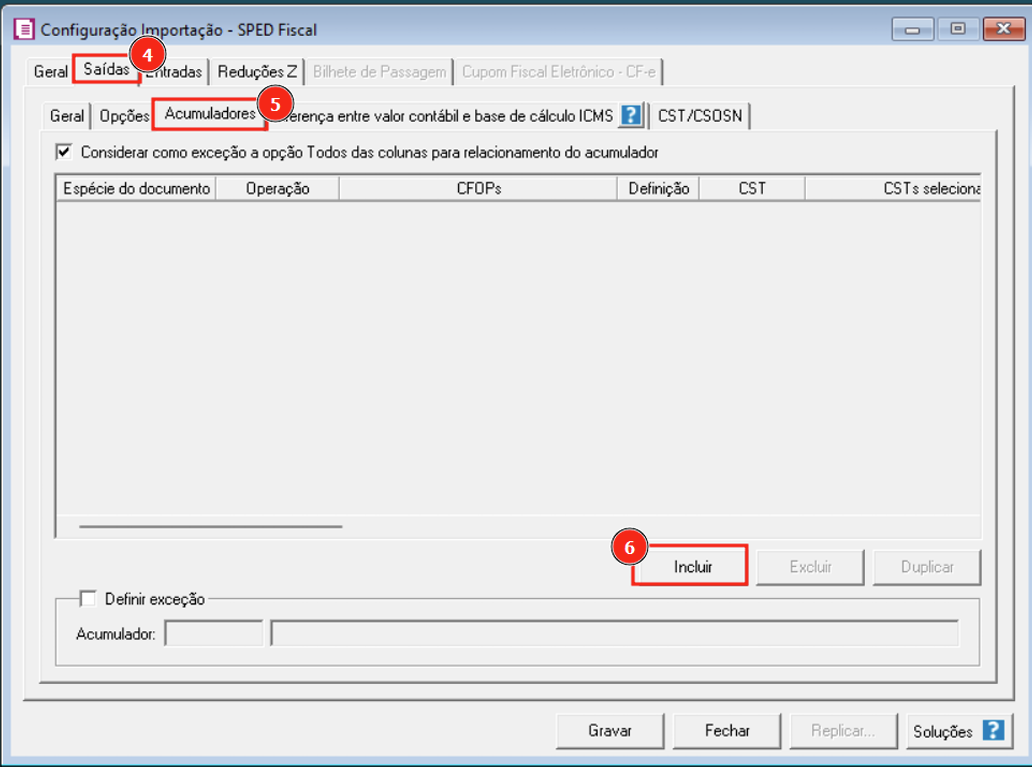 Configuração Importação - SPED Fiscal
4
Geral Saídas Entradas Reduções Z Bilhete de Passagem Cupom Fiscal Eletrônico - CF-e
5
Geral Opções Acumuladores ferença entre valor contábil e base de cálculo ICMS ? CST/CSOSN
Considerar como exceção a opção Todos das colunas para relacionamento do acumulador
Espécie do documento Operação CFOPs Definição CST CSTs seleciona
6
Incluir Excluir Duplicar
Definir exceção
Acumulador:
Gravar Fechar Replicar... Soluções ?